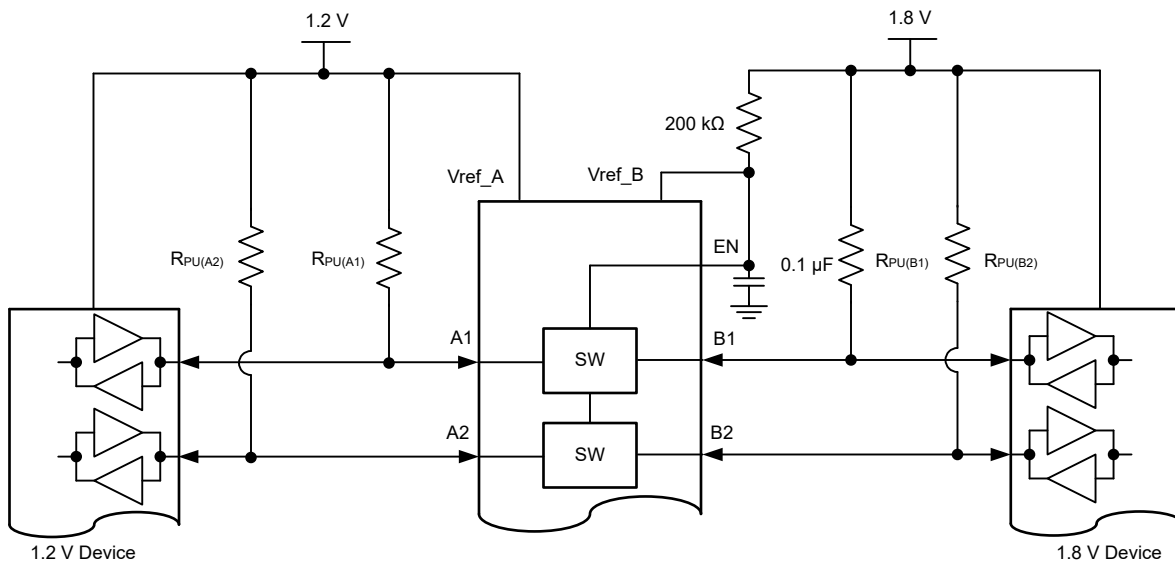 1.2 V
1.8 V
200 kΩ
Vref_A
Vref_B
EN
RPU(A2)
RPU(A1)
0.1 µF
RPU(B1)
RPU(B2)
A1
SW
B1
A2
SW
B2
1.2 V Device
1.8 V Device